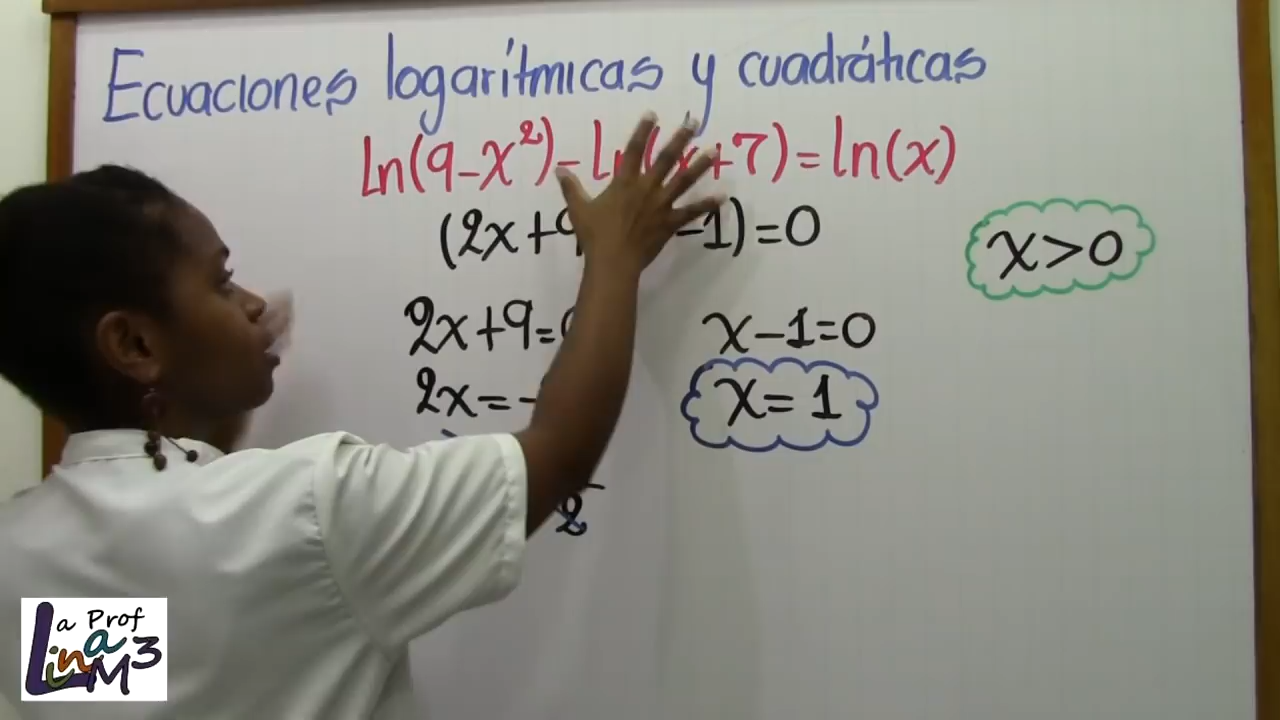 Ecuaciones logarítmicas y cuadráticas
ln(9-x²)-ln(x+7)=ln(x)
(2x+9 -1)=0
x>0
2x+9=0 x-1=0
2x=- x=1
2
La Prof
Lina M3